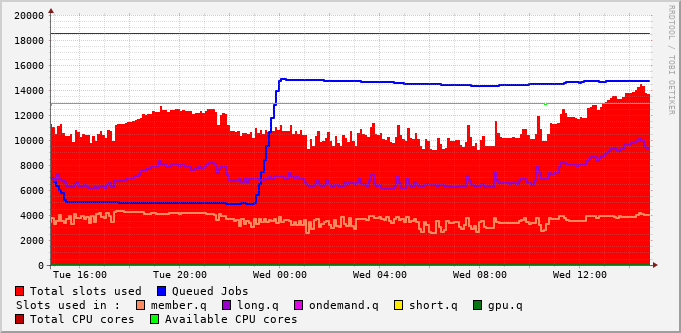 20000
18000
16000
14000
12000
10000
8000
6000
4000
2000
0
Tue 16:00 Tue 20:00 Wed 00:00 Wed 04:00 Wed 08:00 Wed 12:00
Total slots used Queued Jobs
Slots used in : member.q long.q ondemand.q short.q gpu.q
Total CPU cores Available CPU cores
RRDTOOL / TOBI OETIKER